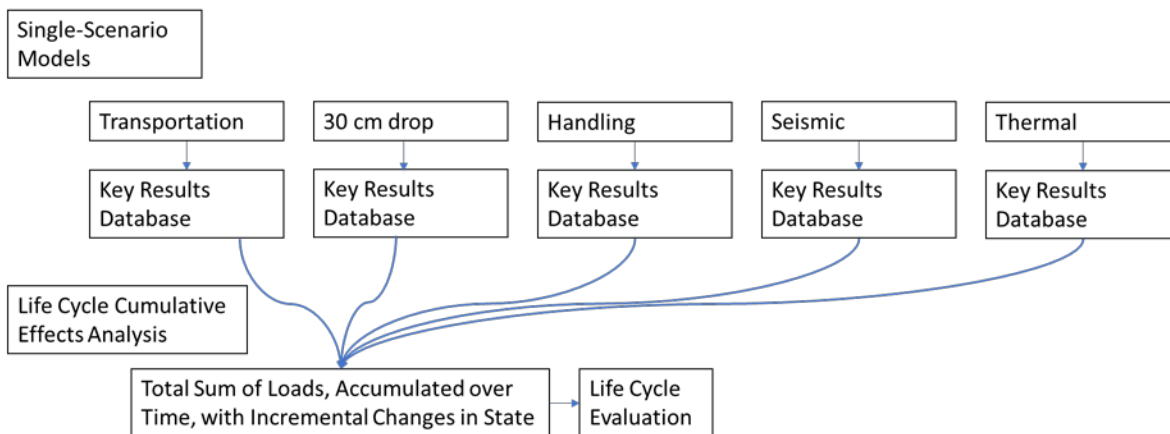 Single-Scenario
Models
Transportation
30 cm drop
Handling
Seismic
Thermal
Key Results
Database
Key Results
Database
Key Results
Database
Key Results
Database
Key Results
Database
Life Cycle Cumulative
Effects Analysis
Total Sum of Loads, Accumulated over
Time, with Incremental Changes in State
Life Cycle
Evaluation